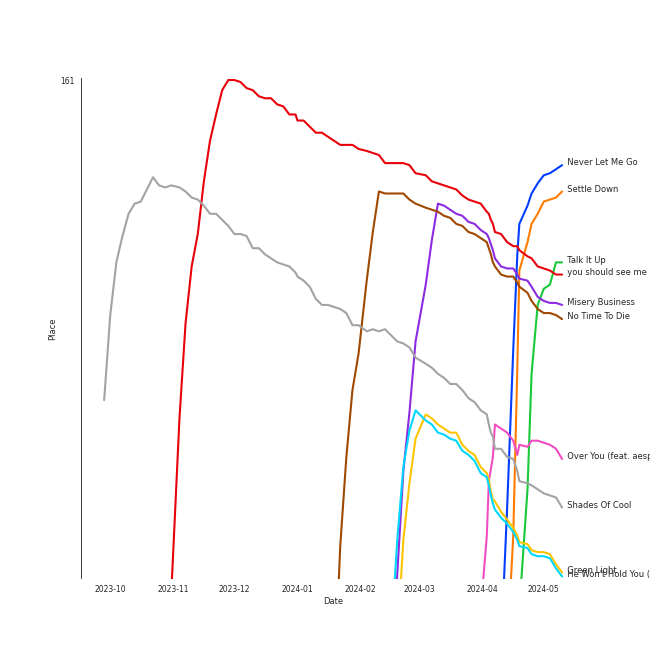 161
Never Let Me Go
Settle Down
Talk It Up
you should see me
Misery Business
No Time To Die
Place
Over You (feat. aesp
Shades Of Cool
Green Light
He Won't Hold You (
2023-10 2023-11 2023-12 2024-01 2024-02 2024-03 2024-04 2024-05
Date